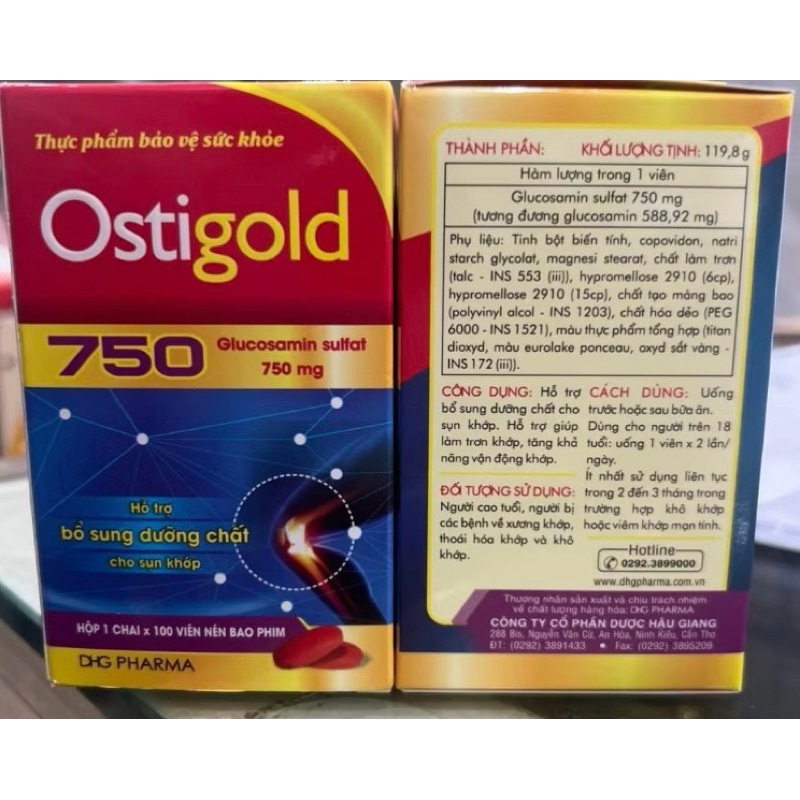 Thực phẩm bảo vệ sức khỏe
Ostigold
750
Glucosamin sulfat
750 mg
Hỗ trợ
bổ sung dưỡng chất
cho sụn khớp
HỘP 1 CHAI x 100 VIÊN NÉN BAO PHIM
DHG PHARMA
THÀNH PHẦN: KHỐI LƯỢNG TỊNH: 119,8g
Hàm lượng trong 1 viên
Glucosamin sulfat 750 mg
(tương đương glucosamin 588,92 mg)
Phụ liệu: Tinh bột biến tính, copovidon, natri
starch glycolat, magnesi stearat, chất làm trơn
(talc - INS 553 (iii)), hypromellose 2910 (6cp),
hypromellose 2910 (15cp), chất tạo màng bao
(polyvinyl alcol - INS 1203), chất hóa dẻo (PEG
6000 - INS 1521), màu thực phẩm tổng hợp (titan
dioxyd, màu eurolake ponceau, oxyd sắt vàng -
INS 172 (iii)).
CÔNG DỤNG: Hỗ trợ
bổ sung dưỡng chất cho
sụn khớp. Hỗ trợ giúp
làm trơn khớp, tăng khả
năng vận động khớp.
ĐỐI TƯỢNG SỬ DỤNG:
Người cao tuổi, người bị
các bệnh về xương khớp,
thoái hóa khớp và khô
khớp.
CÁCH DÙNG: Uống
trước hoặc sau bữa ăn.
Dùng cho người trên 18
tuổi: uống 1 viên x 2 lần/
ngày.
Ít nhất sử dụng liên tục
trong 2 đến 3 tháng trong
trường hợp khô khớp
hoặc viêm khớp mạn tính.
Hotline
0292.3899000
www.dhgpharma.com.vn
Thương nhân sản xuất và chịu trách nhiệm
về chất lượng hàng hóa: DHG PHARMA
CÔNG TY CỔ PHẦN DƯỢC HẬU GIANG
288 Bis, Nguyễn Văn Cừ, An Hòa, Ninh Kiều, Cần Thơ
ĐT: (0292) 3891433 • Fax: (0292) 3895209